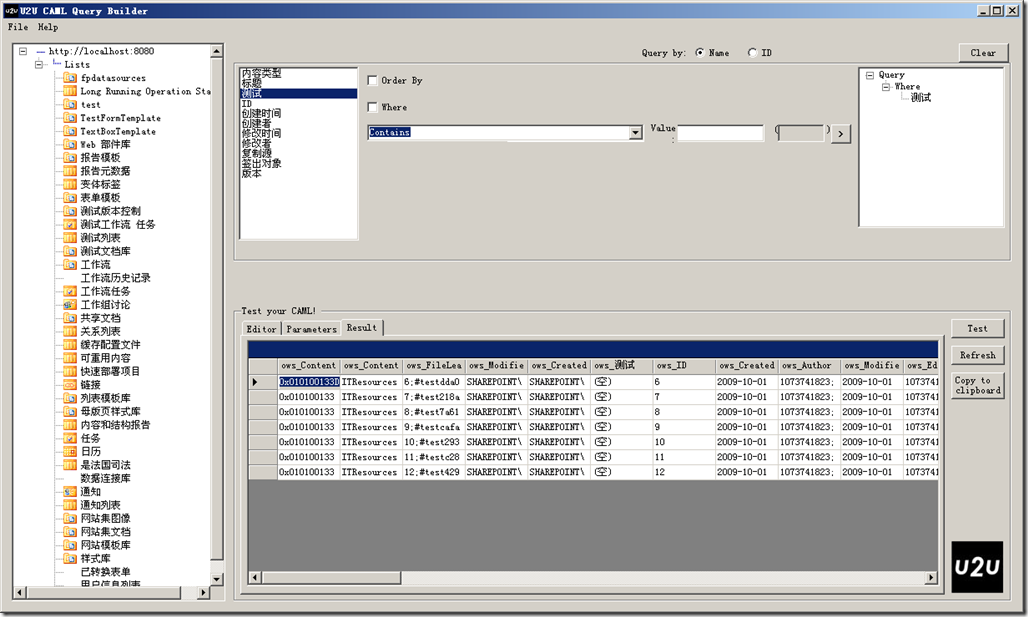 U2U CAML Query Builder
File Help
http://localhost:8080
Lists
fpdatasources
Long Running Operation Sta
test
TestFormTemplate
TextBoxTemplate
Web 部件库
报告模板
报告元数据
变体标签
表单模板
测试版本控制
测试工作流 任务
测试列表
测试文档库
工作流
工作流历史记录
工作流任务
工作组讨论
共享文档
关系列表
缓存配置文件
可重用内容
快速部署项目
链接
列表模板库
母版页样式库
内容和结构报告
任务
日历
是法国司法
数据连接库
通知
通知列表
网站集图像
网站集文档
网站模板库
样式库
已转换表单
用户信息列表
Query by: Name ID
Clear
内容类型
标题
测试
ID
创建时间
创建者
修改时间
修改者
复制源
签出对象
版本
Order By
Where
Contains
Value
( ) >
Query
Where
测试
Test your CAML!
Editor Parameters Result
ows_Content ows_Content ows_FileLea ows_Modifie ows_Created ows_测试 ows_ID ows_Created ows_Author ows_Modifie ows_Ed
0x010100133D ITResources 6;#testdda0 SHAREPOINT\ SHAREPOINT\ (空) 6 2009-10-01 1073741823; 2009-10-01 1073741
0x010100133 ITResources 7;#test218a SHAREPOINT\ SHAREPOINT\ (空) 7 2009-10-01 1073741823; 2009-10-01 1073741
0x010100133 ITResources 8;#test7a61 SHAREPOINT\ SHAREPOINT\ (空) 8 2009-10-01 1073741823; 2009-10-01 1073741
0x010100133 ITResources 9;#testcafa SHAREPOINT\ SHAREPOINT\ (空) 9 2009-10-01 1073741823; 2009-10-01 1073741
0x010100133 ITResources 10;#test293 SHAREPOINT\ SHAREPOINT\ (空) 10 2009-10-01 1073741823; 2009-10-01 1073741
0x010100133 ITResources 11;#testc28 SHAREPOINT\ SHAREPOINT\ (空) 11 2009-10-01 1073741823; 2009-10-01 1073741
0x010100133 ITResources 12;#test429 SHAREPOINT\ SHAREPOINT\ (空) 12 2009-10-01 1073741823; 2009-10-01 1073741
Test
Refresh
Copy to
clipboard
u2u